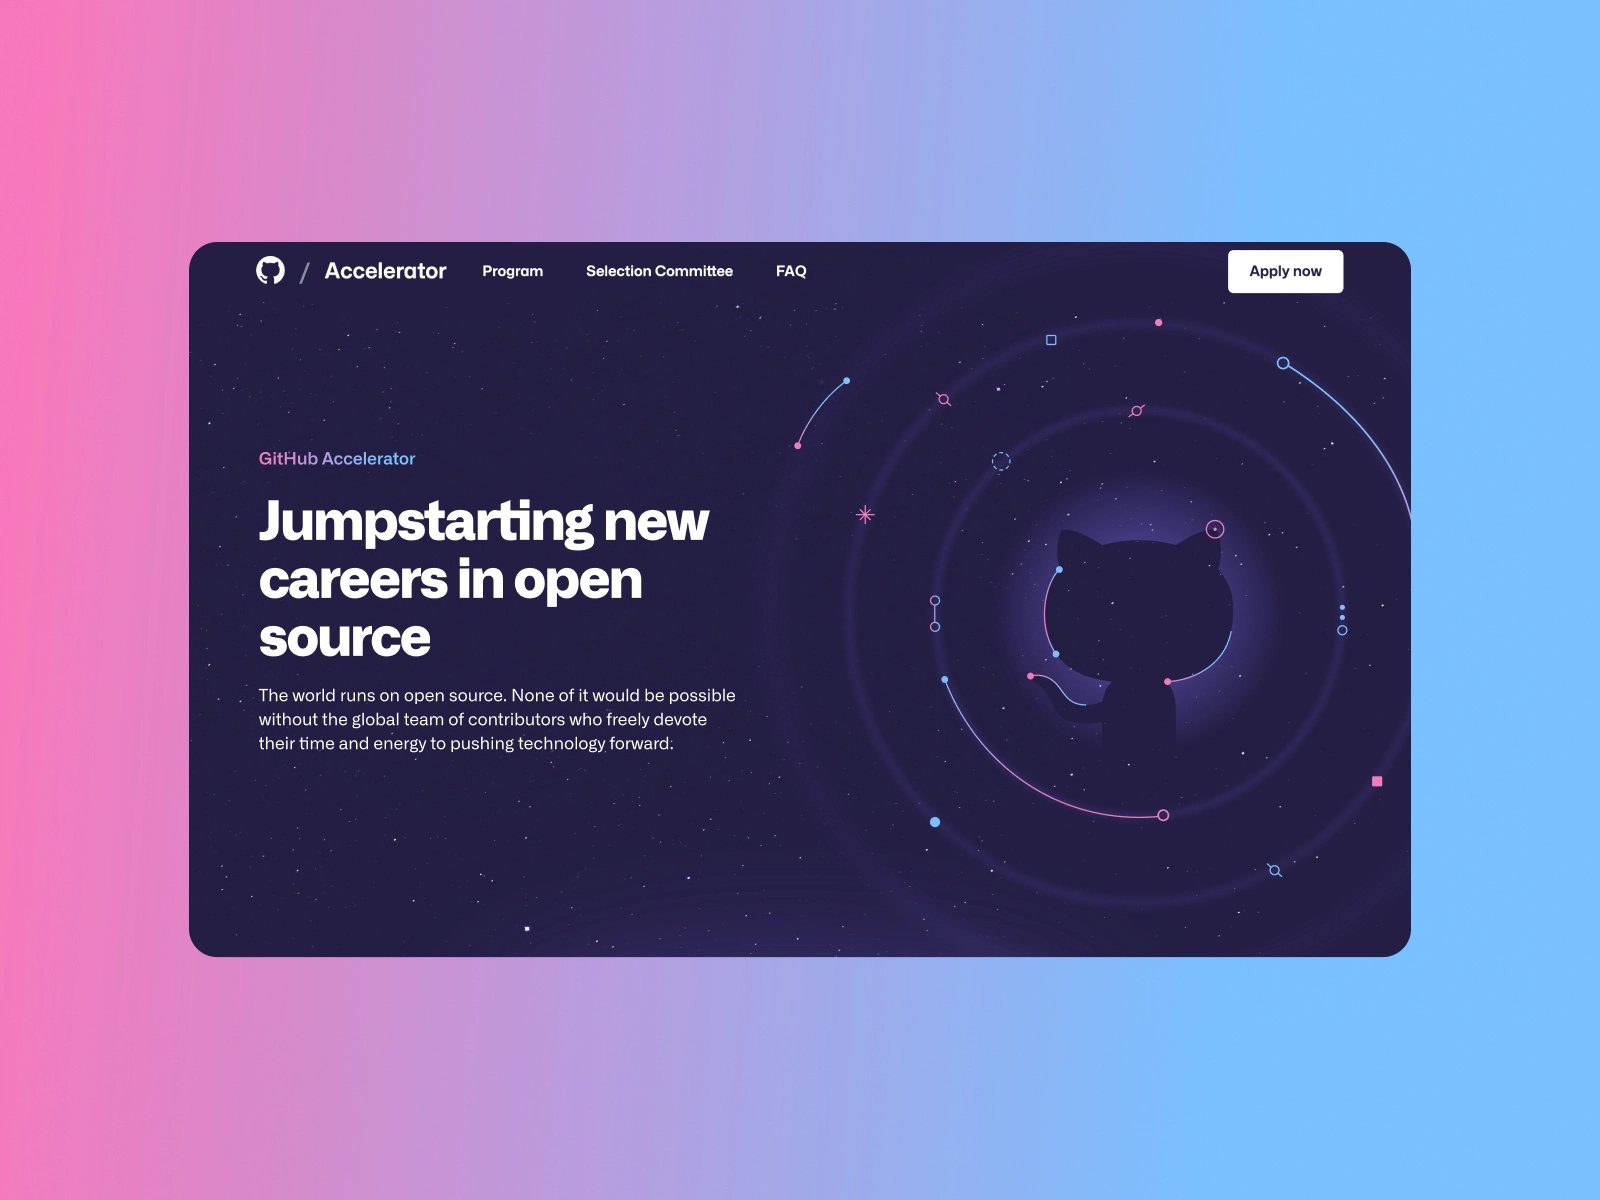 / Accelerator Program Selection Committee FAQ Apply now
GitHub Accelerator
Jumpstarting new
careers in open
source
The world runs on open source. None of it would be possible
without the global team of contributors who freely devote
their time and energy to pushing technology forward.